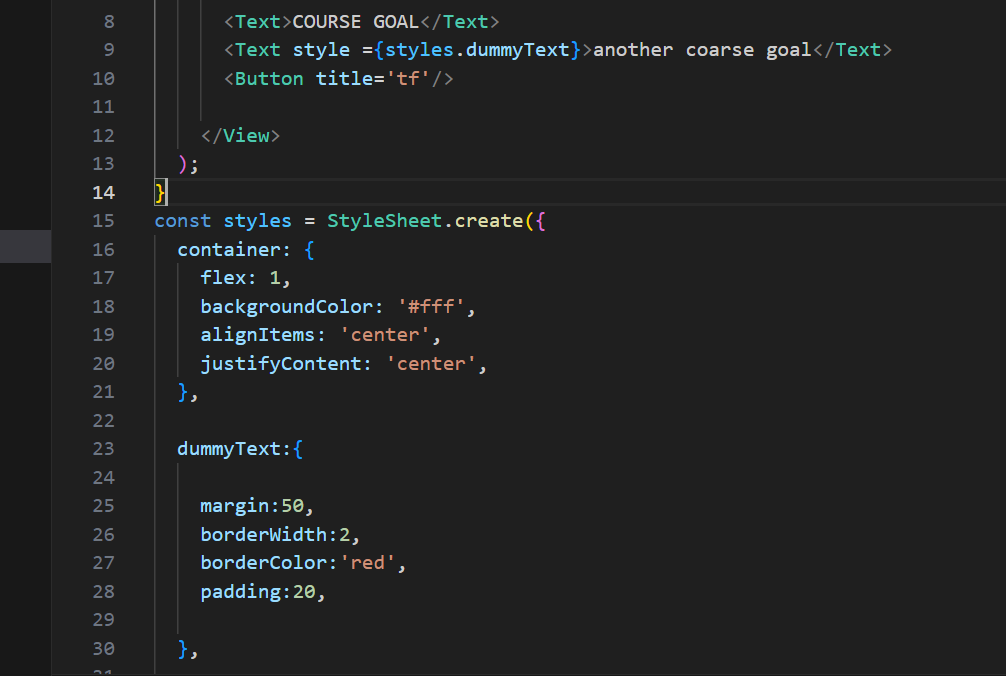 8 <Text>COURSE GOAL</Text>
9 <Text style ={styles.dummyText}>another coarse goal</Text>
10 <Button title='tf'/>
11
12 </View>
13 );
14 }
15 const styles = StyleSheet.create({
16 container: {
17 flex: 1,
18 backgroundColor: '#fff',
19 alignItems: 'center',
20 justifyContent: 'center',
21 },
22
23 dummyText:{
24
25 margin:50,
26 borderWidth:2,
27 borderColor:'red',
28 padding:20,
29
30 },